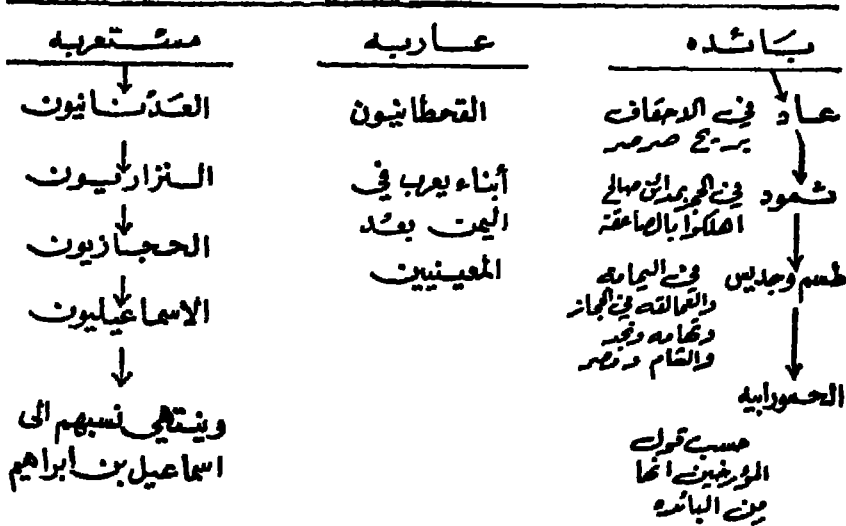 بائده
عاد في الاحقاف
بريح صرصر
ثمود في الحجر بمدائن صالح
اهلكوا بالصاعقة
طسم وجديس في اليمامه
والعمالقه في الحجاز
وتهامه ونجد
والشام ومصر
الحمورابيه
حسب قول
المؤرخين انها
من البائده
عاربه
القحطانيون
أبناء يعرب في
اليمن بعد
المعينيين
مستعربه
العدنانيون
النزاريون
الحجازيون
الاسماعيليون
وينتهي نسبهم الى
اسماعيل بن ابراهيم